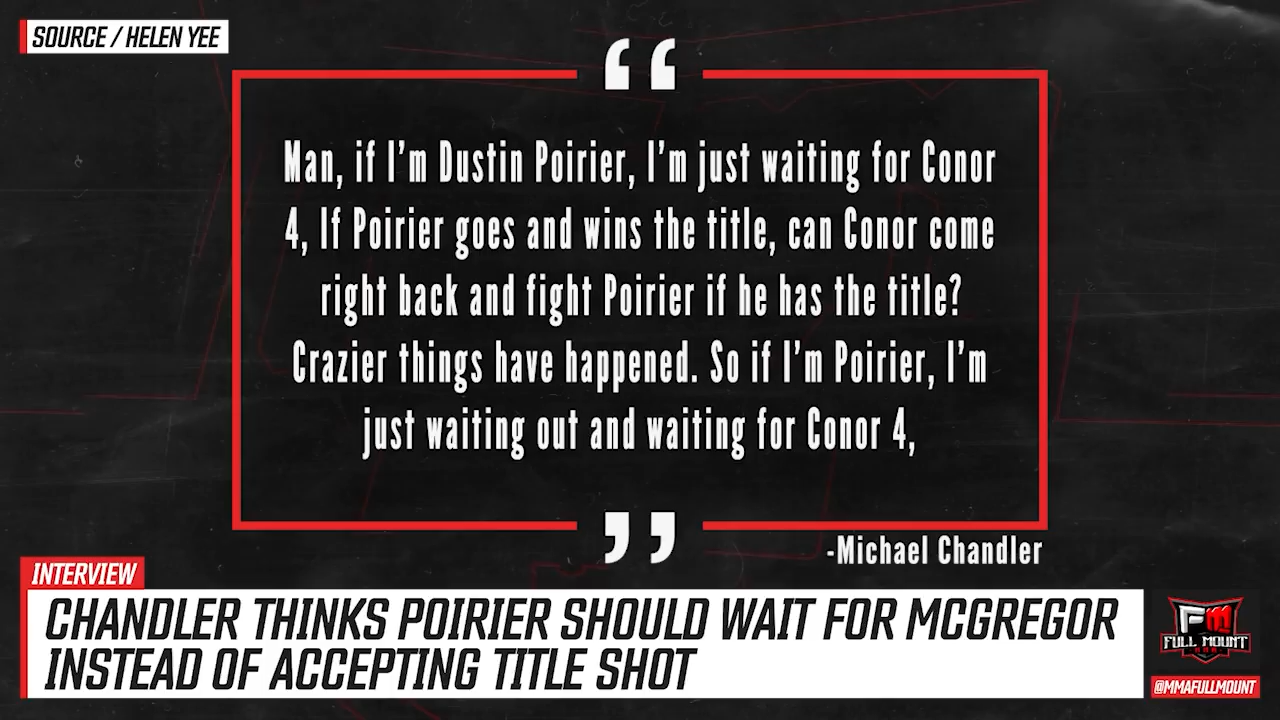 SOURCE / HELEN YEE
“
Man, if I’m Dustin Poirier, I’m just waiting for Conor
4, If Poirier goes and wins the title, can Conor come
right back and fight Poirier if he has the title?
Crazier things have happened. So if I’m Poirier, I’m
just waiting out and waiting for Conor 4,
”
-Michael Chandler
INTERVIEW
CHANDLER THINKS POIRIER SHOULD WAIT FOR MCGREGOR
INSTEAD OF ACCEPTING TITLE SHOT
FM
FULL MOUNT
@MMAFULLMOUNT